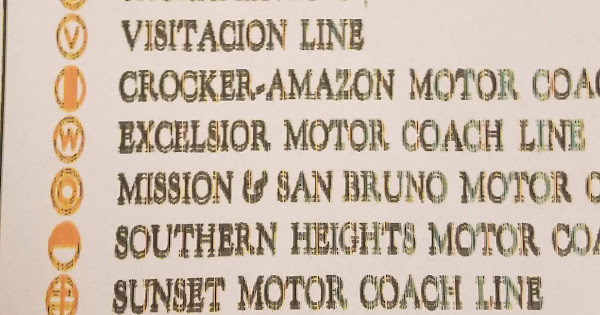 V VISITACION LINE
CROCKER-AMAZON MOTOR
W EXCELSIOR MOTOR COACH LINE
MISSION & SAN BRUNO MOTOR
SOUTHERN HEIGHTS MOTOR
SUNSET MOTOR COACH LINE